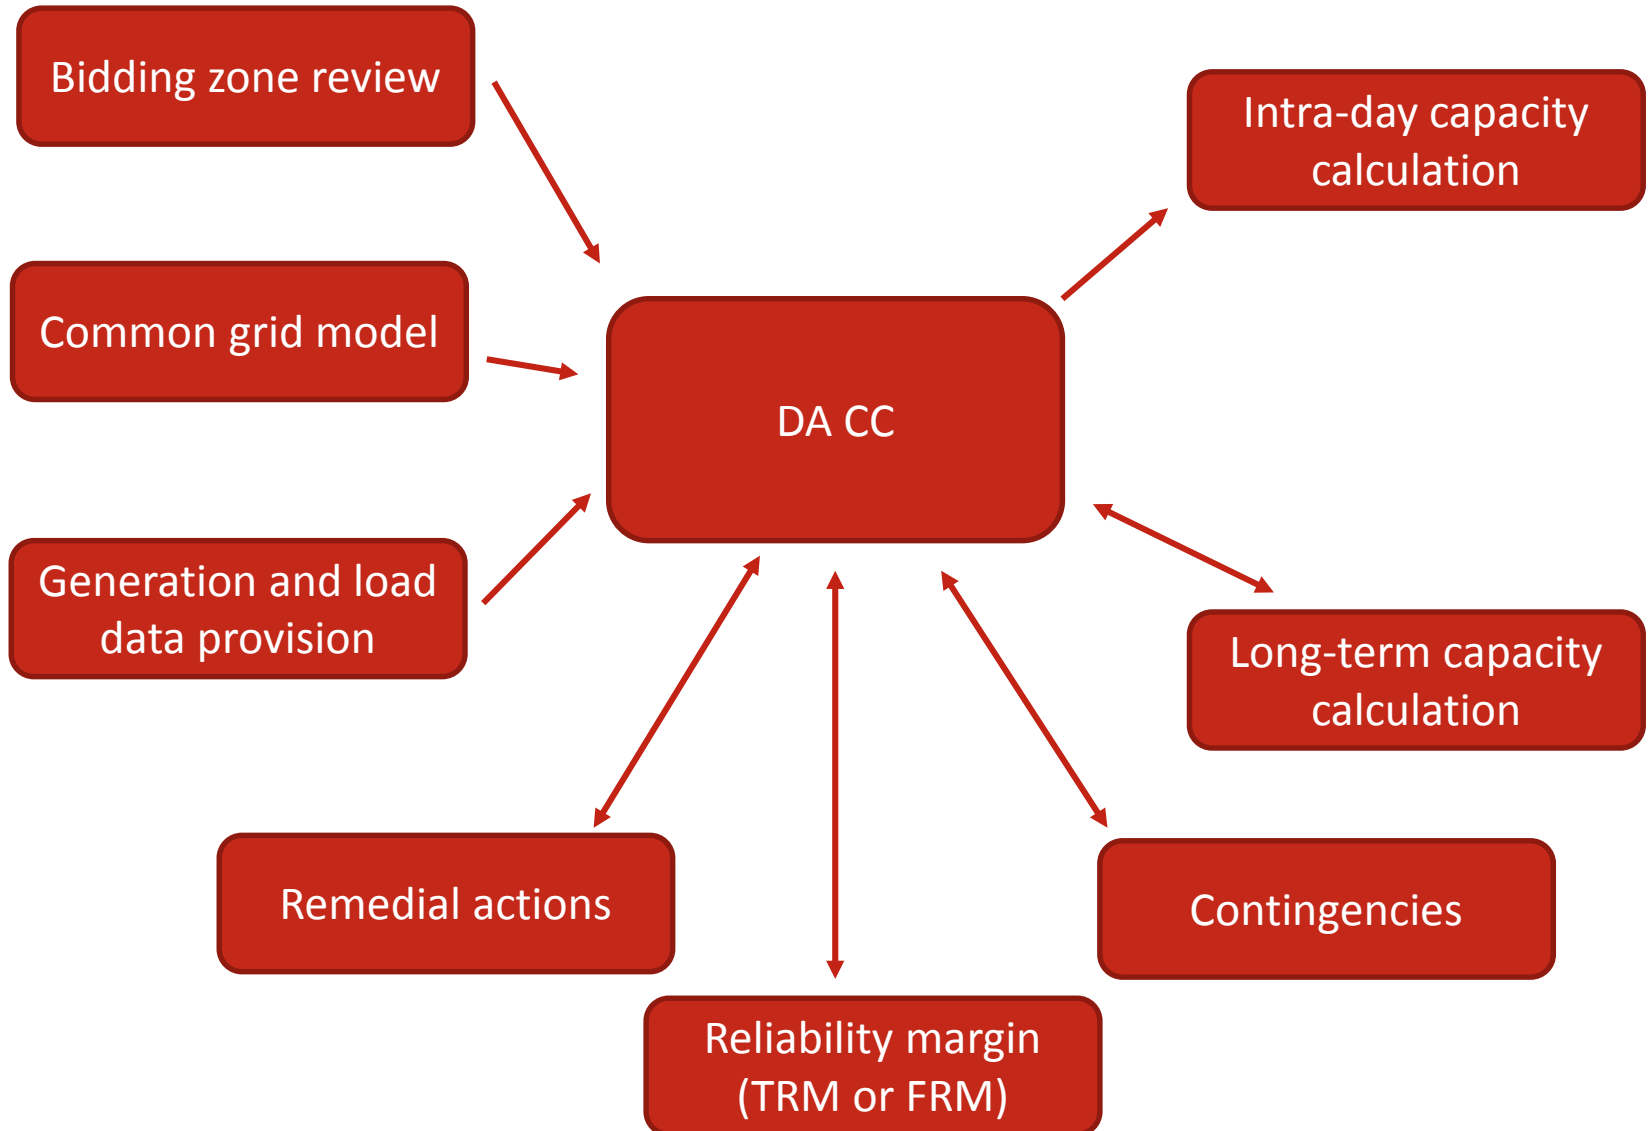 Bidding zone review
Intra-day capacity
calculation
Common grid model
DA CC
Generation and load
data provision
Long-term capacity
calculation
Remedial actions
Contingencies
Reliability margin
(TRM or FRM)